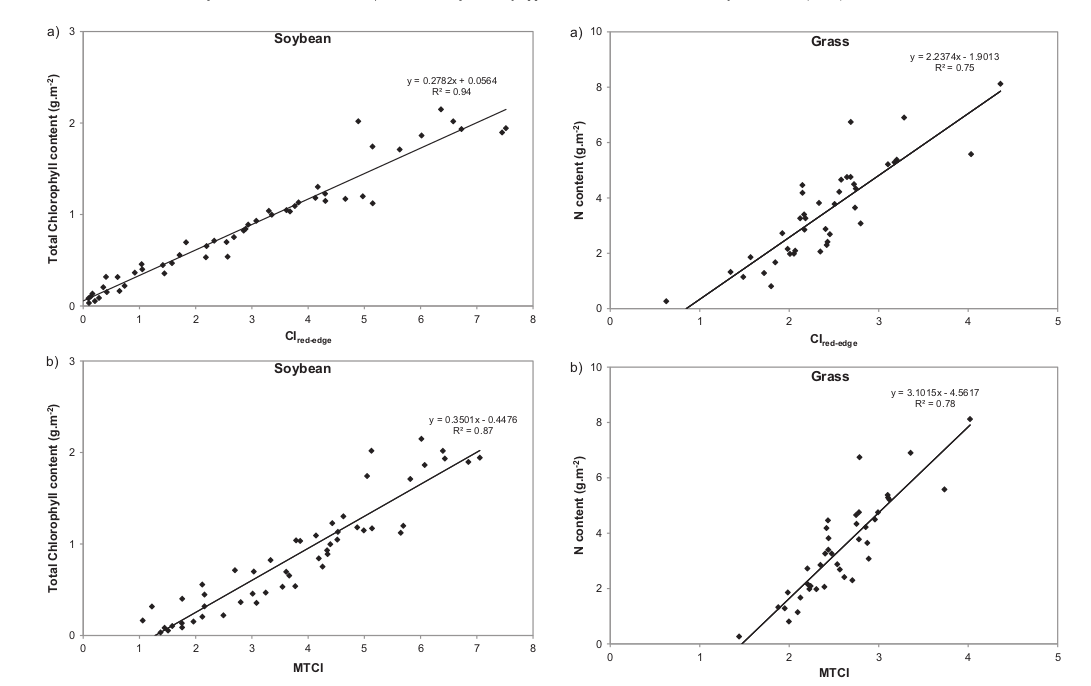 a)
Soybean
3
2
1
0
Total Chlorophyll content (g.m-2)
y = 0.2782x + 0.0564
R² = 0.94
0 1 2 3 4 5 6 7 8
CIred-edge
a)
Grass
10
8
6
4
2
0
N content (g.m-2)
y = 2.2374x - 1.9013
R² = 0.75
0 1 2 3 4 5
CIred-edge
b)
Soybean
3
2
1
0
Total Chlorophyll content (g.m-2)
y = 0.3501x - 0.4476
R² = 0.87
0 1 2 3 4 5 6 7 8
MTCI
b)
Grass
10
8
6
4
2
0
N content (g.m-2)
y = 3.1015x - 4.5617
R² = 0.78
0 1 2 3 4 5
MTCI